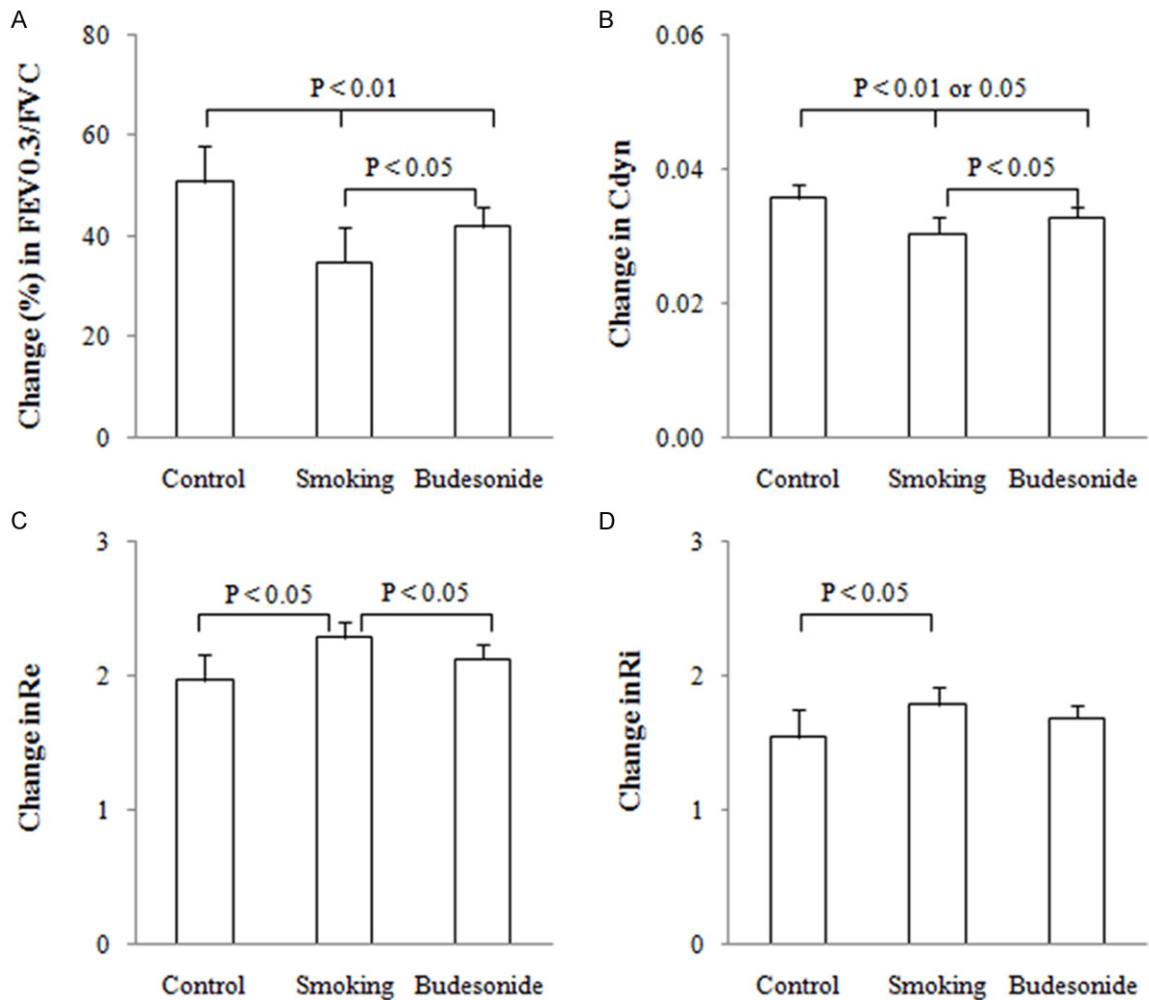 A
Change (%) in FEV0.3/FVC
80
60
40
20
0
P < 0.01
P < 0.05
Control Smoking Budesonide
B
Change in Cdyn
0.06
0.04
0.02
0.00
P < 0.01 or 0.05
P < 0.05
Control Smoking Budesonide
C
Change inRe
3
2
1
0
P < 0.05 P < 0.05
Control Smoking Budesonide
D
Change inRi
3
2
1
0
P < 0.05
Control Smoking Budesonide